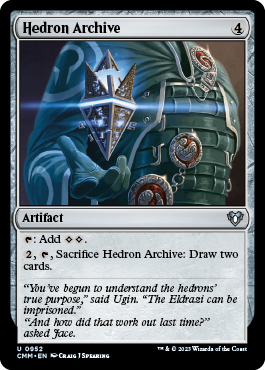 Hedron Archive 4
Artifact
: Add .
2, , Sacrifice Hedron Archive: Draw two
cards.
“You’ve begun to understand the hedrons’
true purpose,” said Ugin. “The Eldrazi can be
imprisoned.”
“And how did that work out last time?”
asked Jace.
U 0952
CMM • EN Craig J Spearing
™ & © 2023 Wizards of the Coast